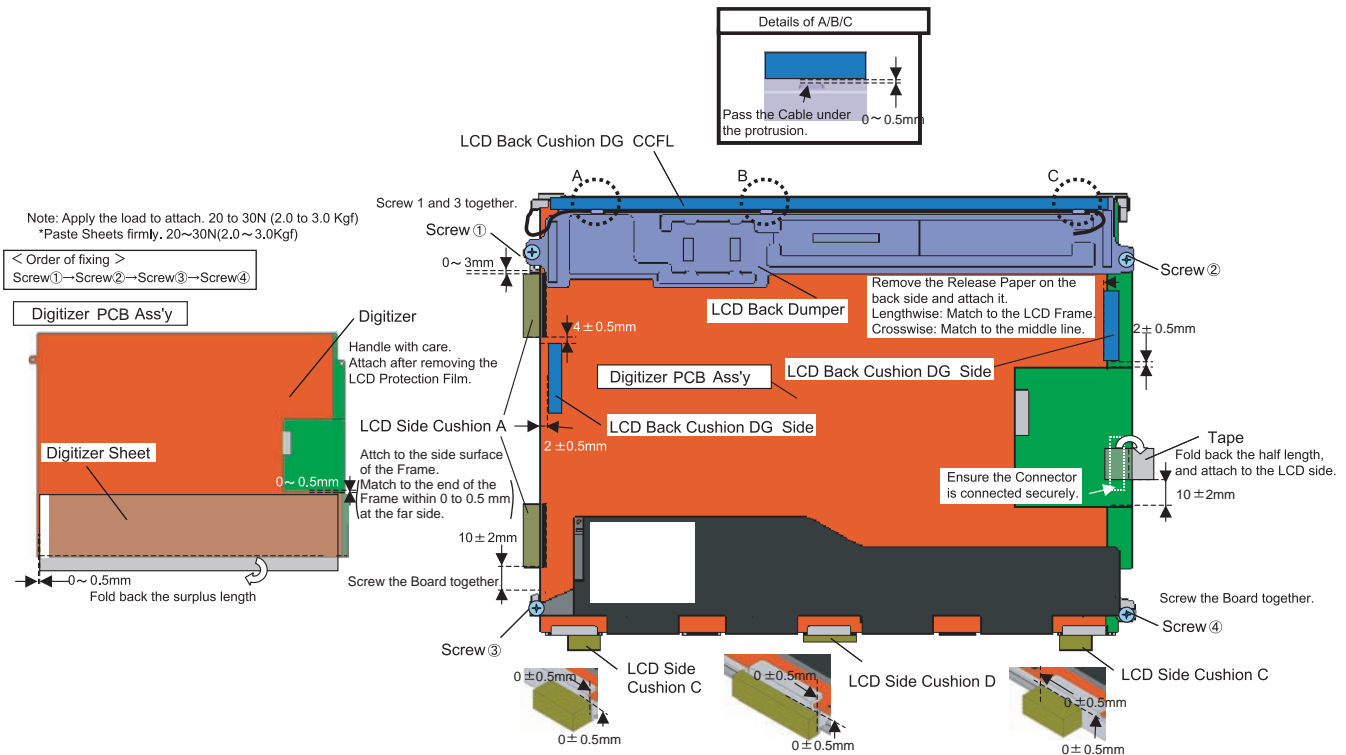 Details of A/B/C
Pass the Cable under
the protrusion.
0～0.5mm
LCD Back Cushion DG  CCFL
A
B
C
Screw 1 and 3 together.
Note: Apply the load to attach. 20 to 30N (2.0 to 3.0 Kgf)
*Paste Sheets firmly. 20～30N(2.0～3.0Kgf)
Screw①
Screw②
< Order of fixing >
Screw①→Screw②→Screw③→Screw④
0～3mm
Remove the Release Paper on the
back side and attach it.
Lengthwise: Match to the LCD Frame.
Crosswise: Match to the middle line.
LCD Back Dumper
Digitizer PCB Ass'y
Digitizer
4±0.5mm
2±0.5mm
Handle with care.
Attach after removing the
LCD Protection Film.
Digitizer PCB Ass'y
LCD Back Cushion DG  Side
LCD Side Cushion A
LCD Back Cushion DG  Side
2±0.5mm
Tape
Fold back the half length,
and attach to the LCD side.
Digitizer Sheet
0～0.5mm
Attch to the side surface
of the Frame.
(Match to the end of the
Frame within 0 to 0.5 mm
at the far side.)
Ensure the Connector
is connected securely.
10±2mm
10±2mm
0～0.5mm
Fold back the surplus length
Screw the Board together.
Screw the Board together.
Screw③
Screw④
LCD Side
Cushion C
LCD Side Cushion D
LCD Side Cushion C
0±0.5mm
0±0.5mm
0±0.5mm
0±0.5mm
0±0.5mm
0±0.5mm